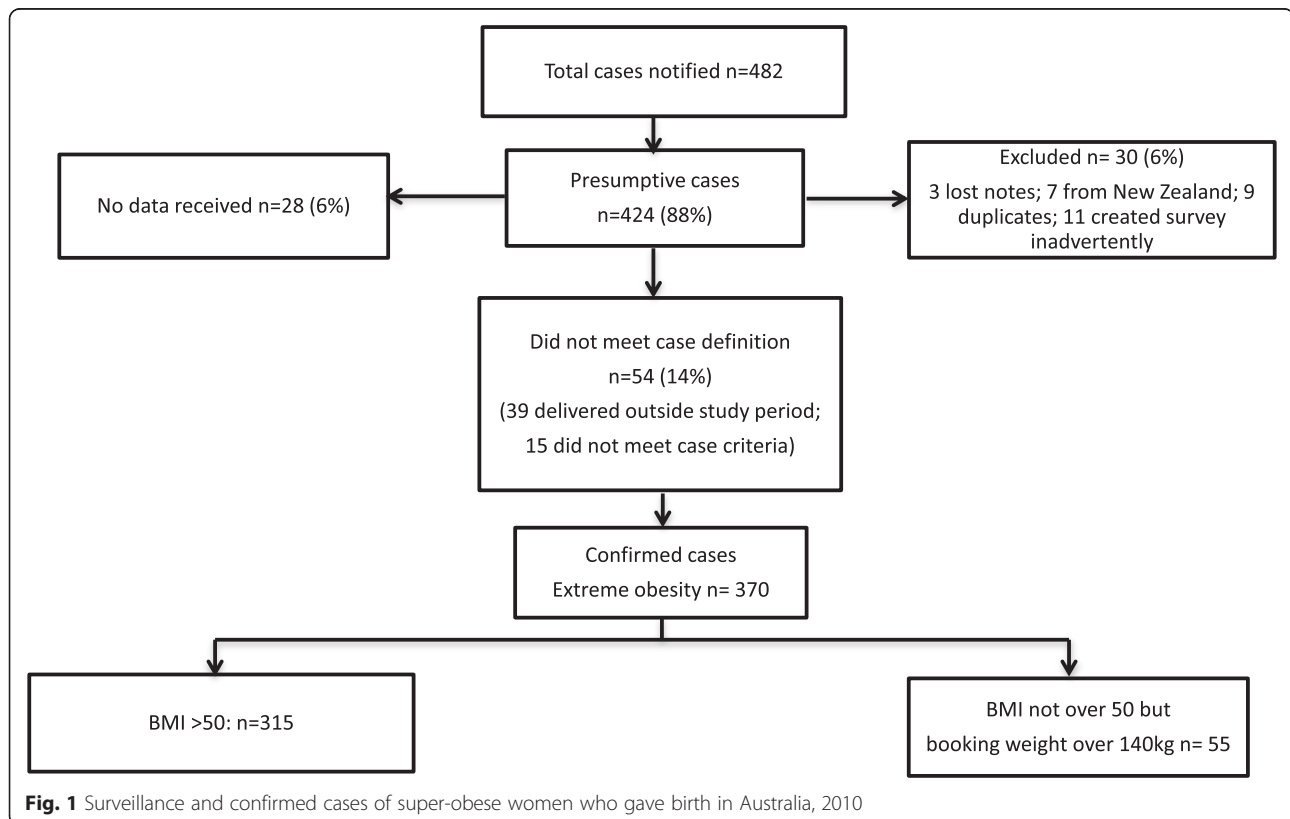 Total cases notified n=482
No data received n=28 (6%)
Presumptive cases
n=424 (88%)
Excluded n= 30 (6%)
3 lost notes; 7 from New Zealand; 9
duplicates; 11 created survey
inadvertently
Did not meet case definition
n=54 (14%)
(39 delivered outside study period;
15 did not meet case criteria)
Confirmed cases
Extreme obesity n= 370
BMI >50: n=315
BMI not over 50 but
booking weight over 140kg n= 55
Fig. 1 Surveillance and confirmed cases of super-obese women who gave birth in Australia, 2010